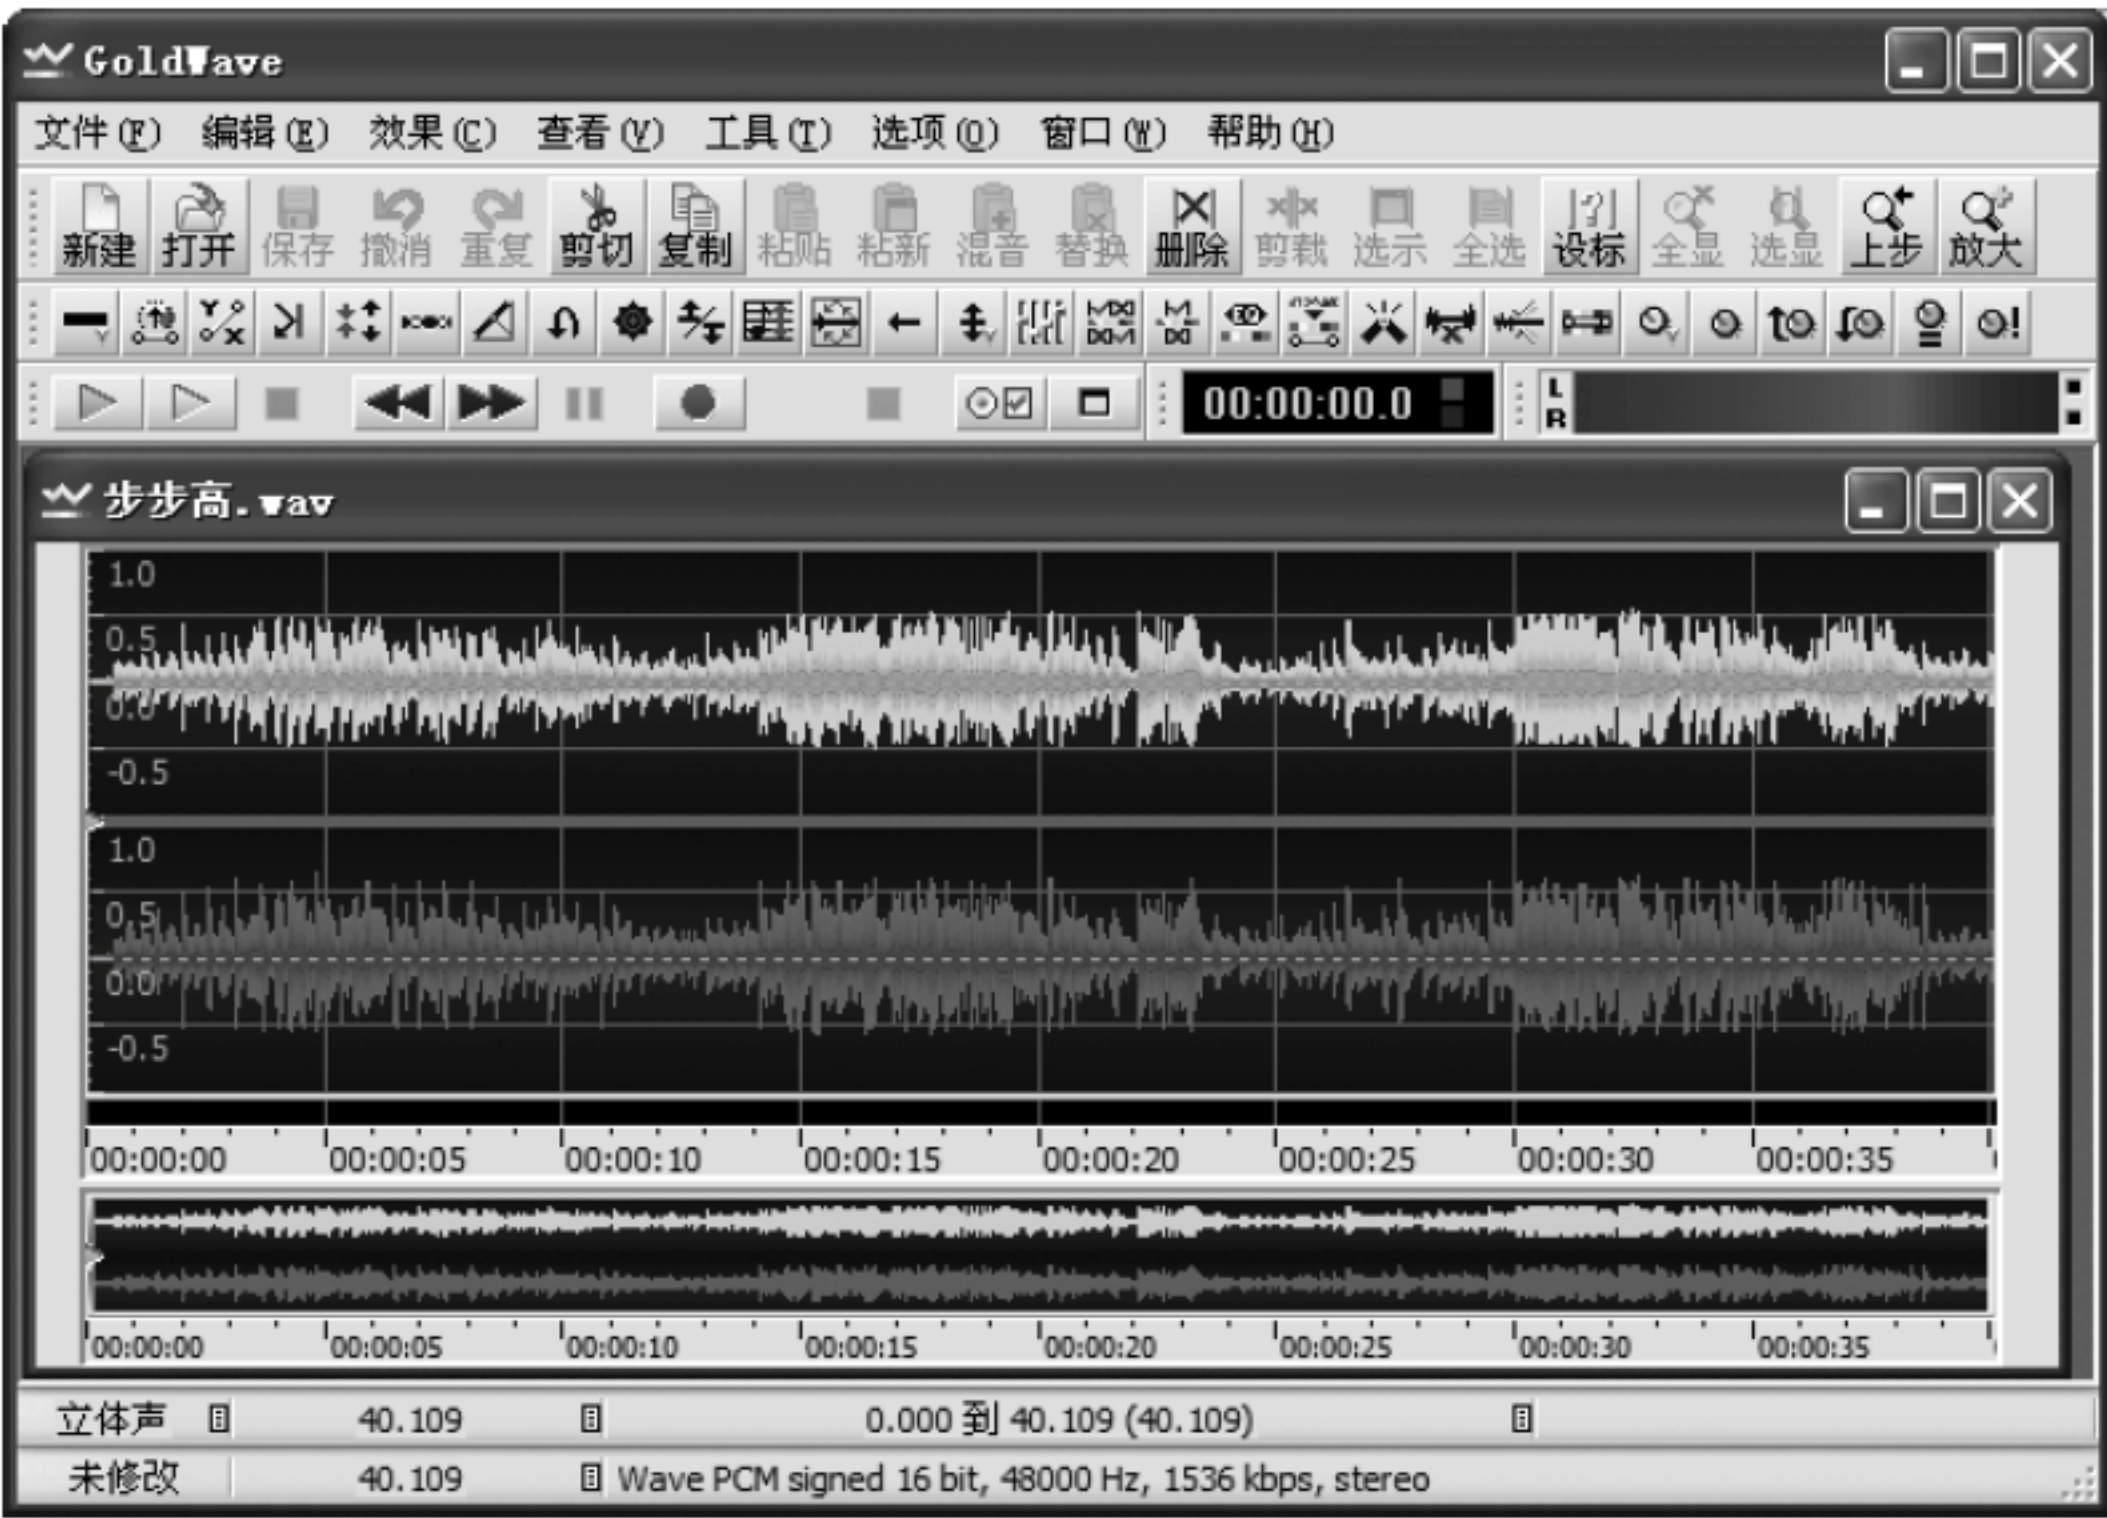 GoldWave
文件(F) 编辑(E) 效果(C) 查看(V) 工具(T) 选项(O) 窗口(W) 帮助(H)
新建 打开 保存 撤消 重复 剪切 复制 粘贴 粘新 混音 替换 删除 剪裁 选示 全选 设标 全显 选显 上步 放大
00:00:00.0 L
R
步步高.wav
1.0
0.5
0.0
-0.5
1.0
0.5
0.0
-0.5
00:00:00 00:00:05 00:00:10 00:00:15 00:00:20 00:00:25 00:00:30 00:00:35
00:00:00 00:00:05 00:00:10 00:00:15 00:00:20 00:00:25 00:00:30 00:00:35
立体声 40.109 0.000 到 40.109 (40.109)
未修改 40.109 Wave PCM signed 16 bit, 48000 Hz, 1536 kbps, stereo